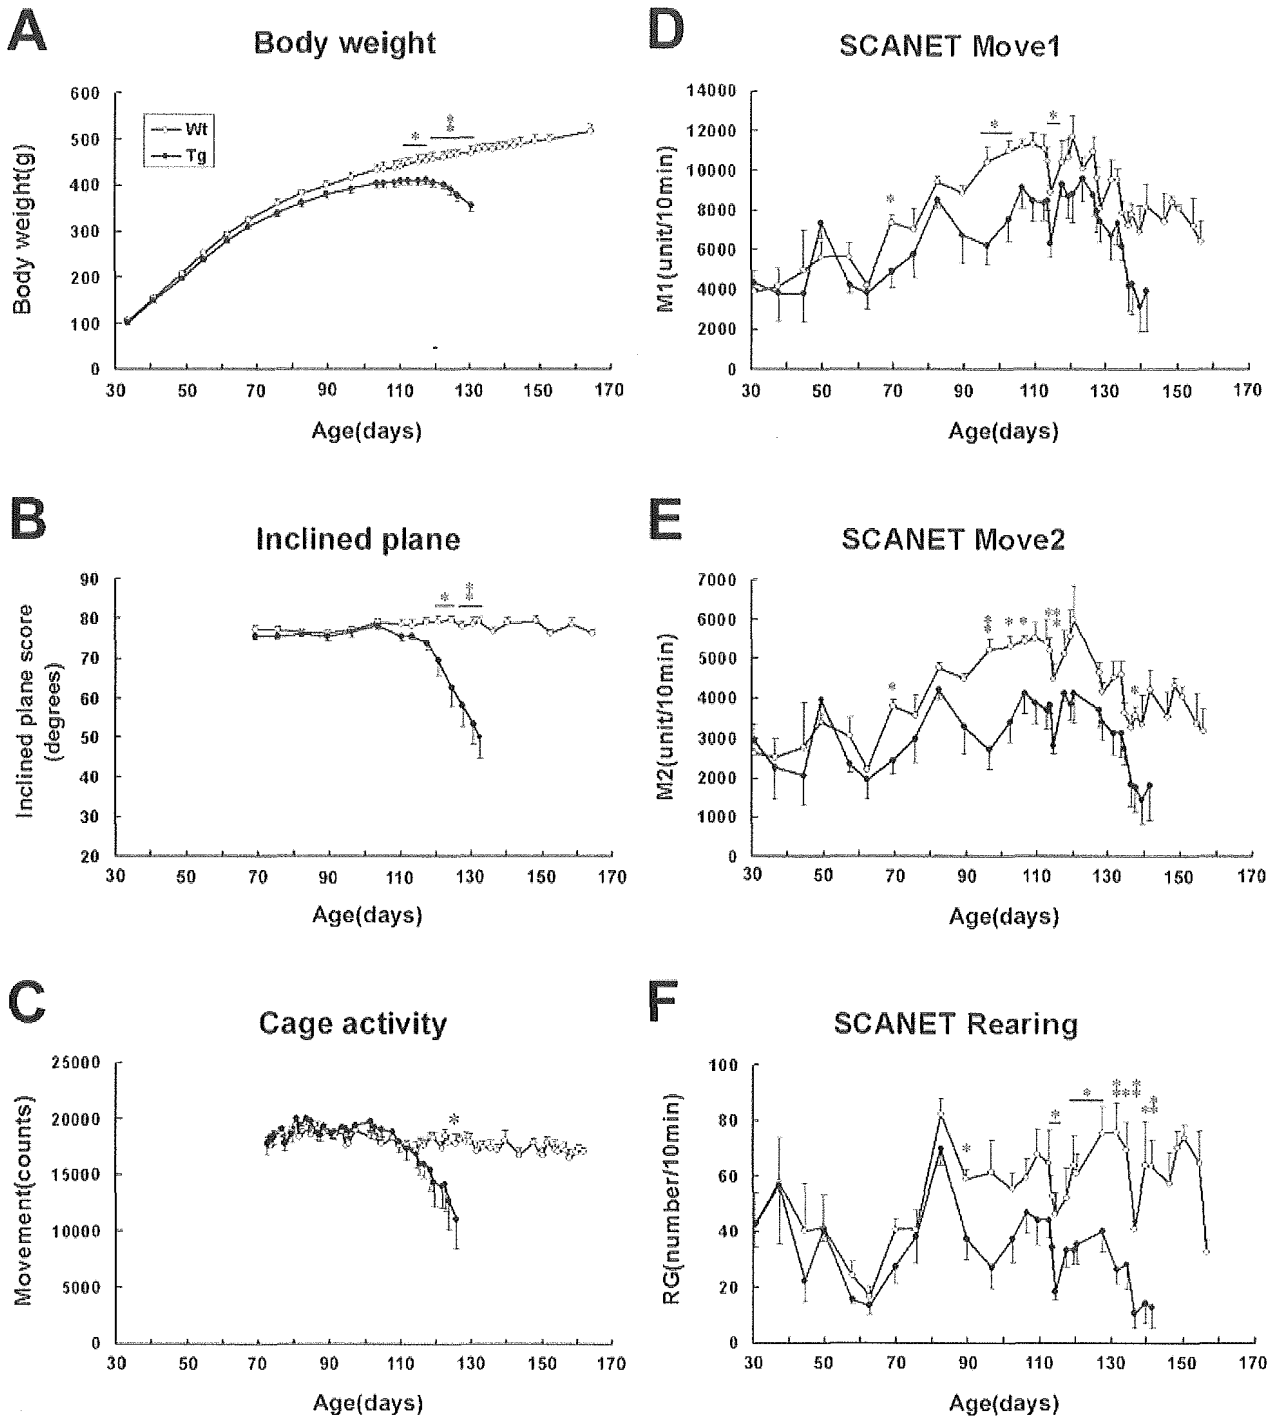 A
Body weight
600
500
400
300
200
100
0
Body weight(g)
Wt
Tg
*
**
30 50 70 90 110 130 150 170
Age(days)
B
Inclined plane
90
80
70
60
50
40
30
20
Inclined plane score
(degrees)
*
**
30 50 70 90 110 130 150 170
Age(days)
C
Cage activity
25000
20000
15000
10000
5000
0
Movement(counts)
*
30 50 70 90 110 130 150 170
Age(days)
D
SCANET Move1
14000
12000
10000
8000
6000
4000
2000
0
M1(unit/10min)
*
*
*
30 50 70 90 110 130 150 170
Age(days)
E
SCANET Move2
7000
6000
5000
4000
3000
2000
1000
0
M2(unit/10min)
*
**
*
*
**
**
*
30 50 70 90 110 130 150 170
Age(days)
F
SCANET Rearing
100
80
60
40
20
0
RG(number/10min)
*
*
*
**
*
**
*
**
30 50 70 90 110 130 150 170
Age(days)